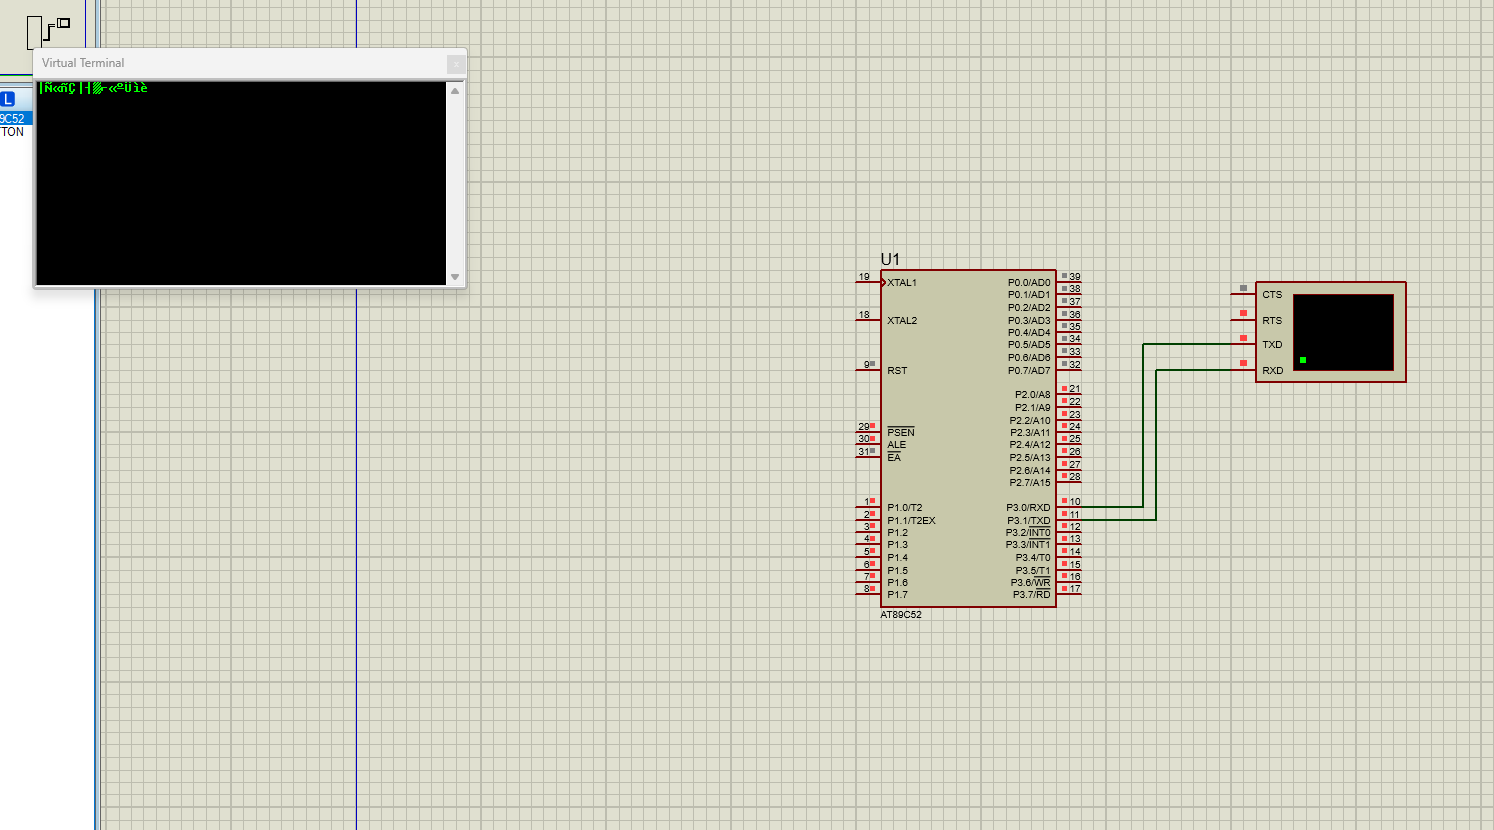 Virtual Terminal
L
9C52
TTON
U1
19
XTAL1
18
XTAL2
9
RST
29
PSEN
30
ALE
31
EA
1
P1.0/T2
2
P1.1/T2EX
3
P1.2
4
P1.3
5
P1.4
6
P1.5
7
P1.6
8
P1.7
P0.0/AD0
39
P0.1/AD1
38
P0.2/AD2
37
P0.3/AD3
36
P0.4/AD4
35
P0.5/AD5
34
P0.6/AD6
33
P0.7/AD7
32
P2.0/A8
21
P2.1/A9
22
P2.2/A10
23
P2.3/A11
24
P2.4/A12
25
P2.5/A13
26
P2.6/A14
27
P2.7/A15
28
P3.0/RXD
10
P3.1/TXD
11
P3.2/INT0
12
P3.3/INT1
13
P3.4/T0
14
P3.5/T1
15
P3.6/WR
16
P3.7/RD
17
AT89C52
CTS
RTS
TXD
RXD